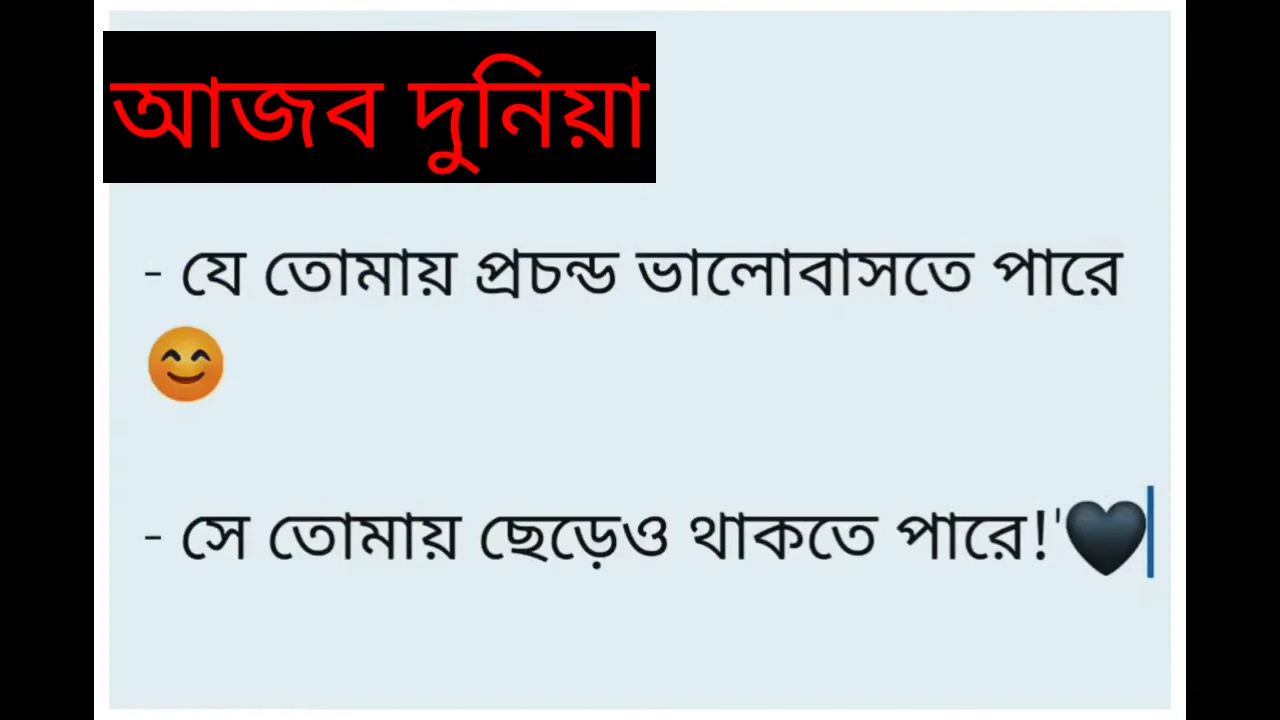 আজব দুনিয়া
- যে তোমায় প্রচন্ড ভালোবাসতে পারে
😊
- সে তোমায় ছেড়েও থাকতে পারে!'🖤